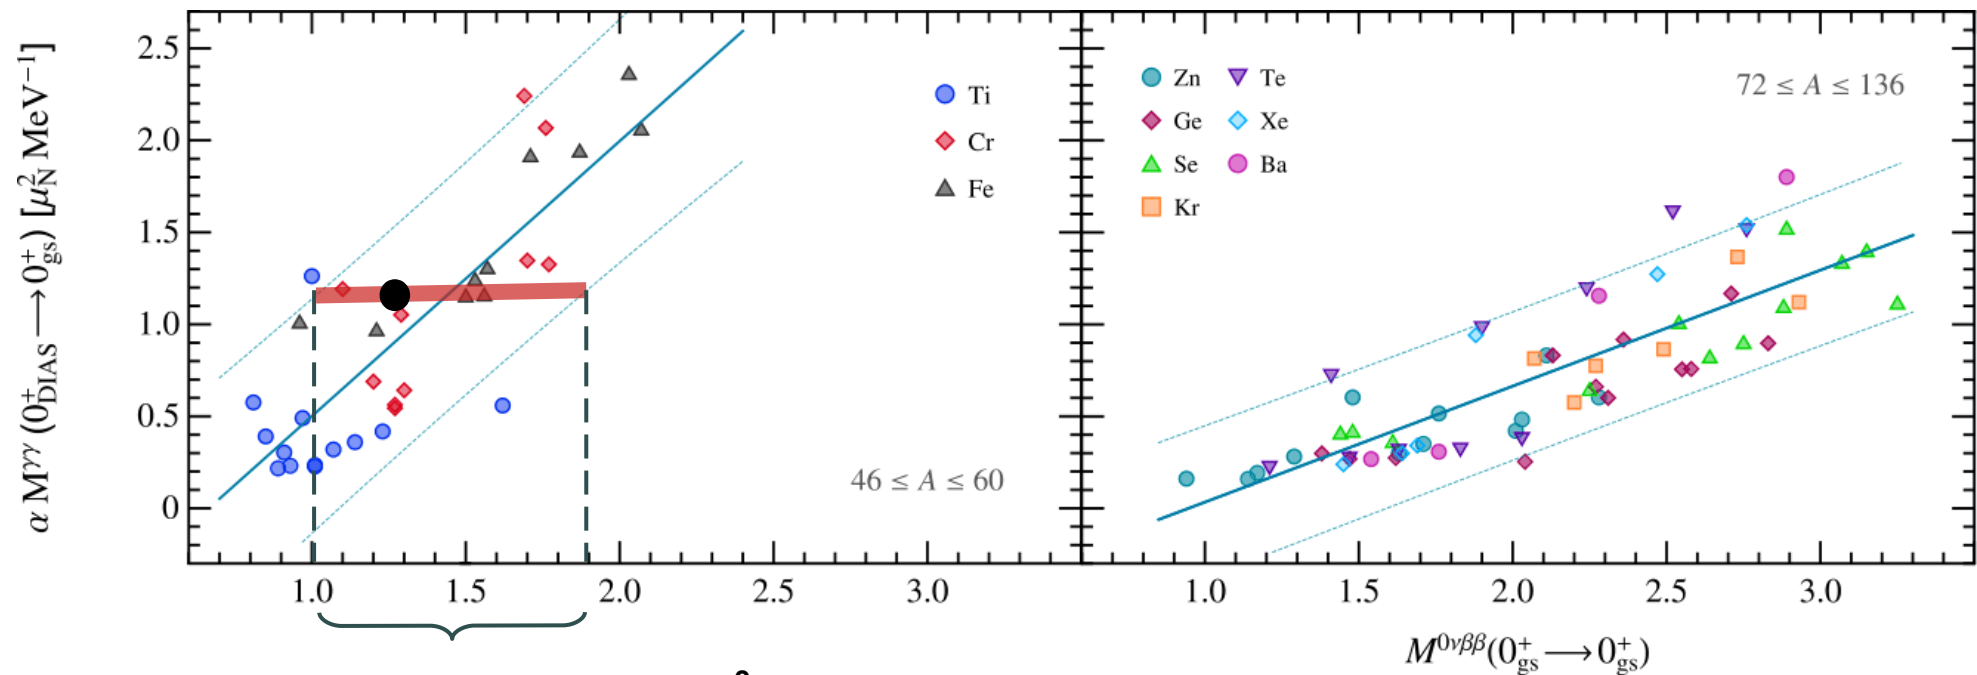 α M^γγ (0^+_DIAS ⟶ 0^+_gs) [μ^2_N MeV^−1]
2.5
2.0
1.5
1.0
0.5
0
Ti
Cr
Fe
46 ≤ A ≤ 60
1.0 1.5 2.0 2.5 3.0
Zn Te
Ge Xe
Se Ba
Kr
72 ≤ A ≤ 136
1.0 1.5 2.0 2.5 3.0
M^0νββ(0^+_gs ⟶ 0^+_gs)